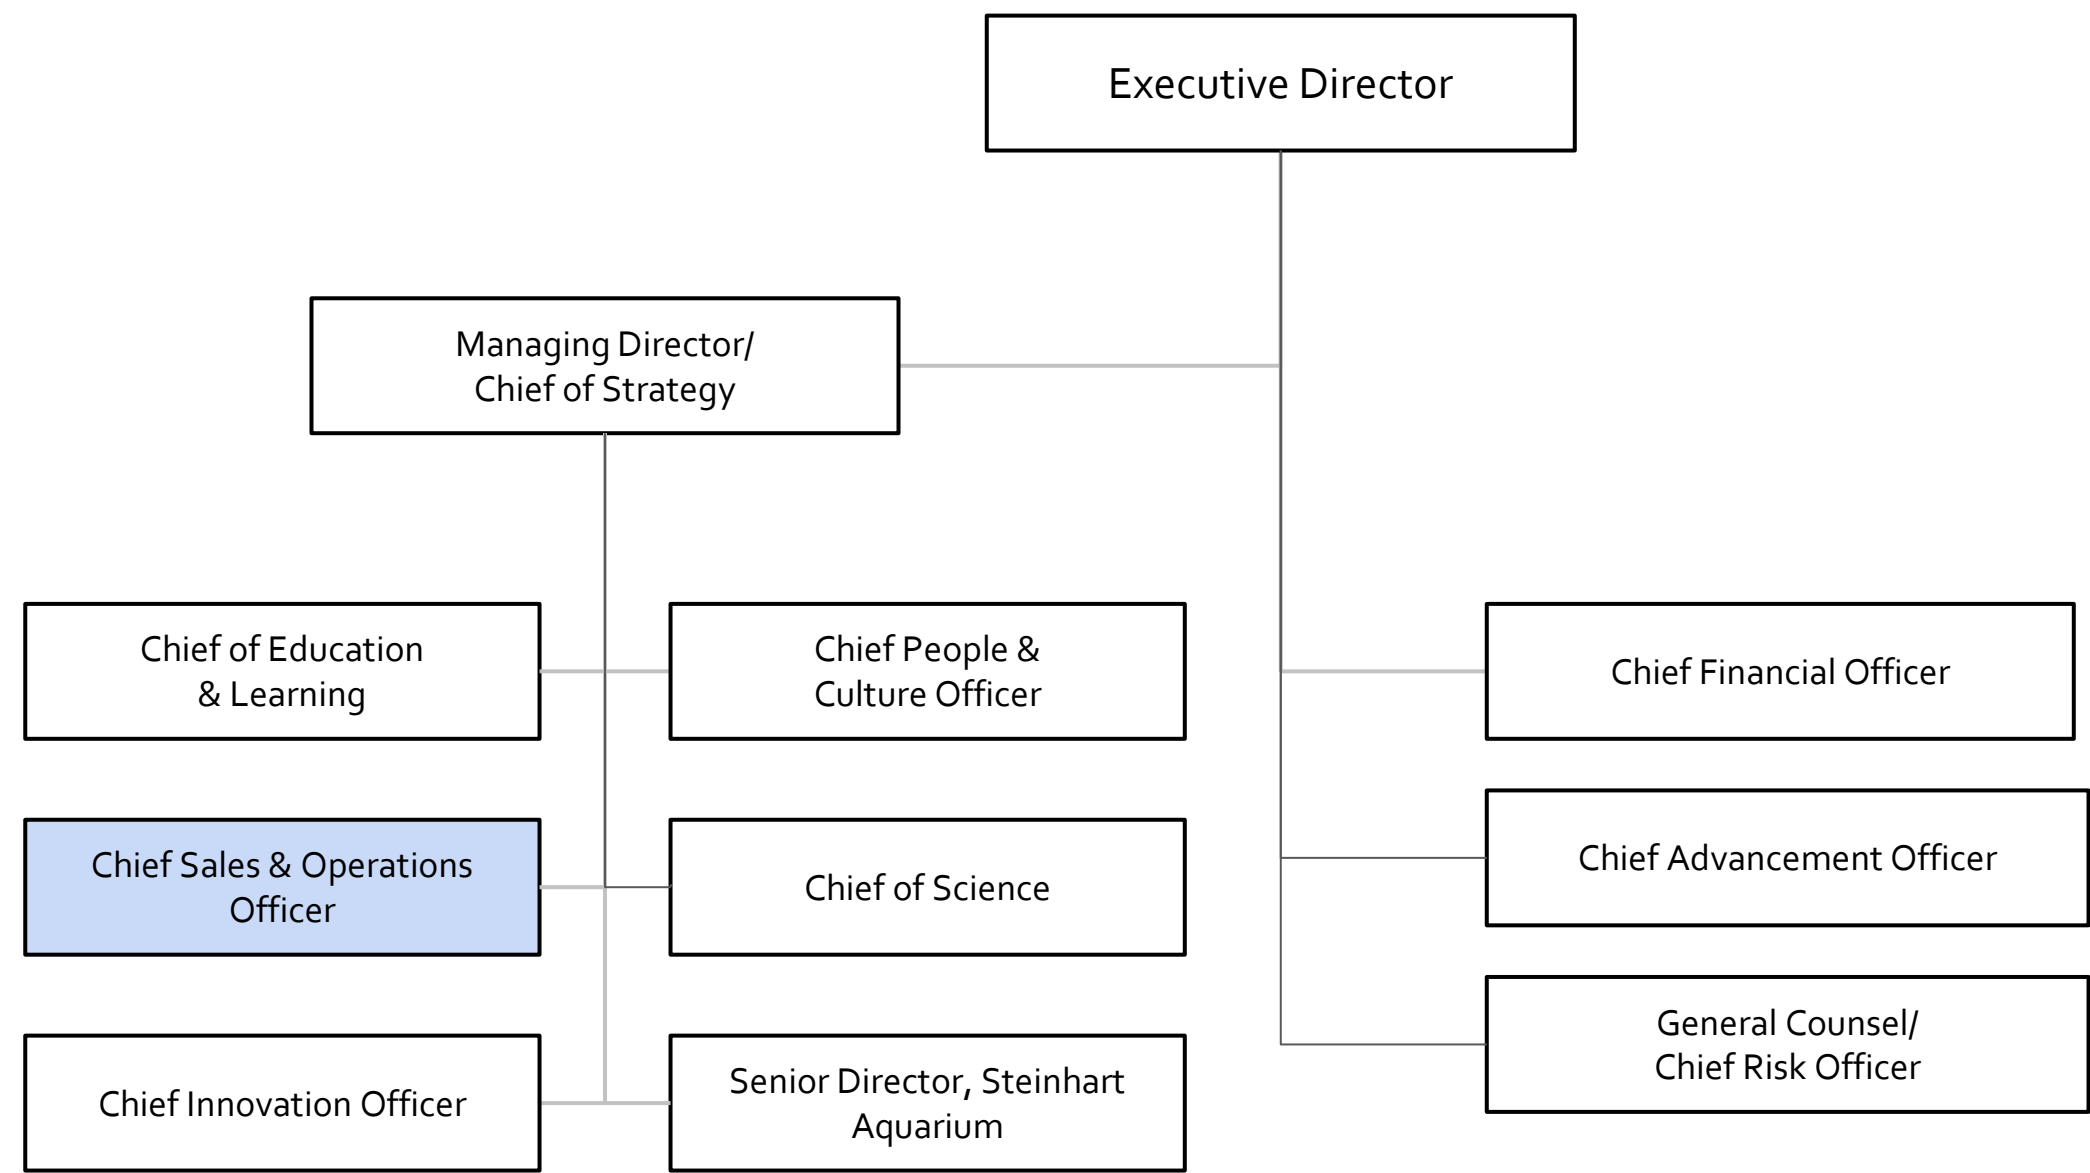 Executive Director
Managing Director/
Chief of Strategy
Chief of Education
& Learning
Chief People &
Culture Officer
Chief Financial Officer
Chief Sales & Operations
Officer
Chief of Science
Chief Advancement Officer
Chief Innovation Officer
Senior Director, Steinhart
Aquarium
General Counsel/
Chief Risk Officer